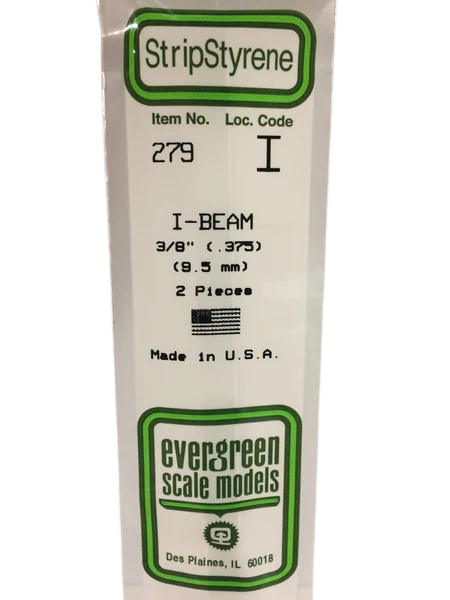 StripStyrene
Item No. Loc. Code
279 I
I-BEAM
3/8" (.375)
(9.5 mm)
2 Pieces
Made in U.S.A.
evergreen
scale models
Des Plaines, IL 60018